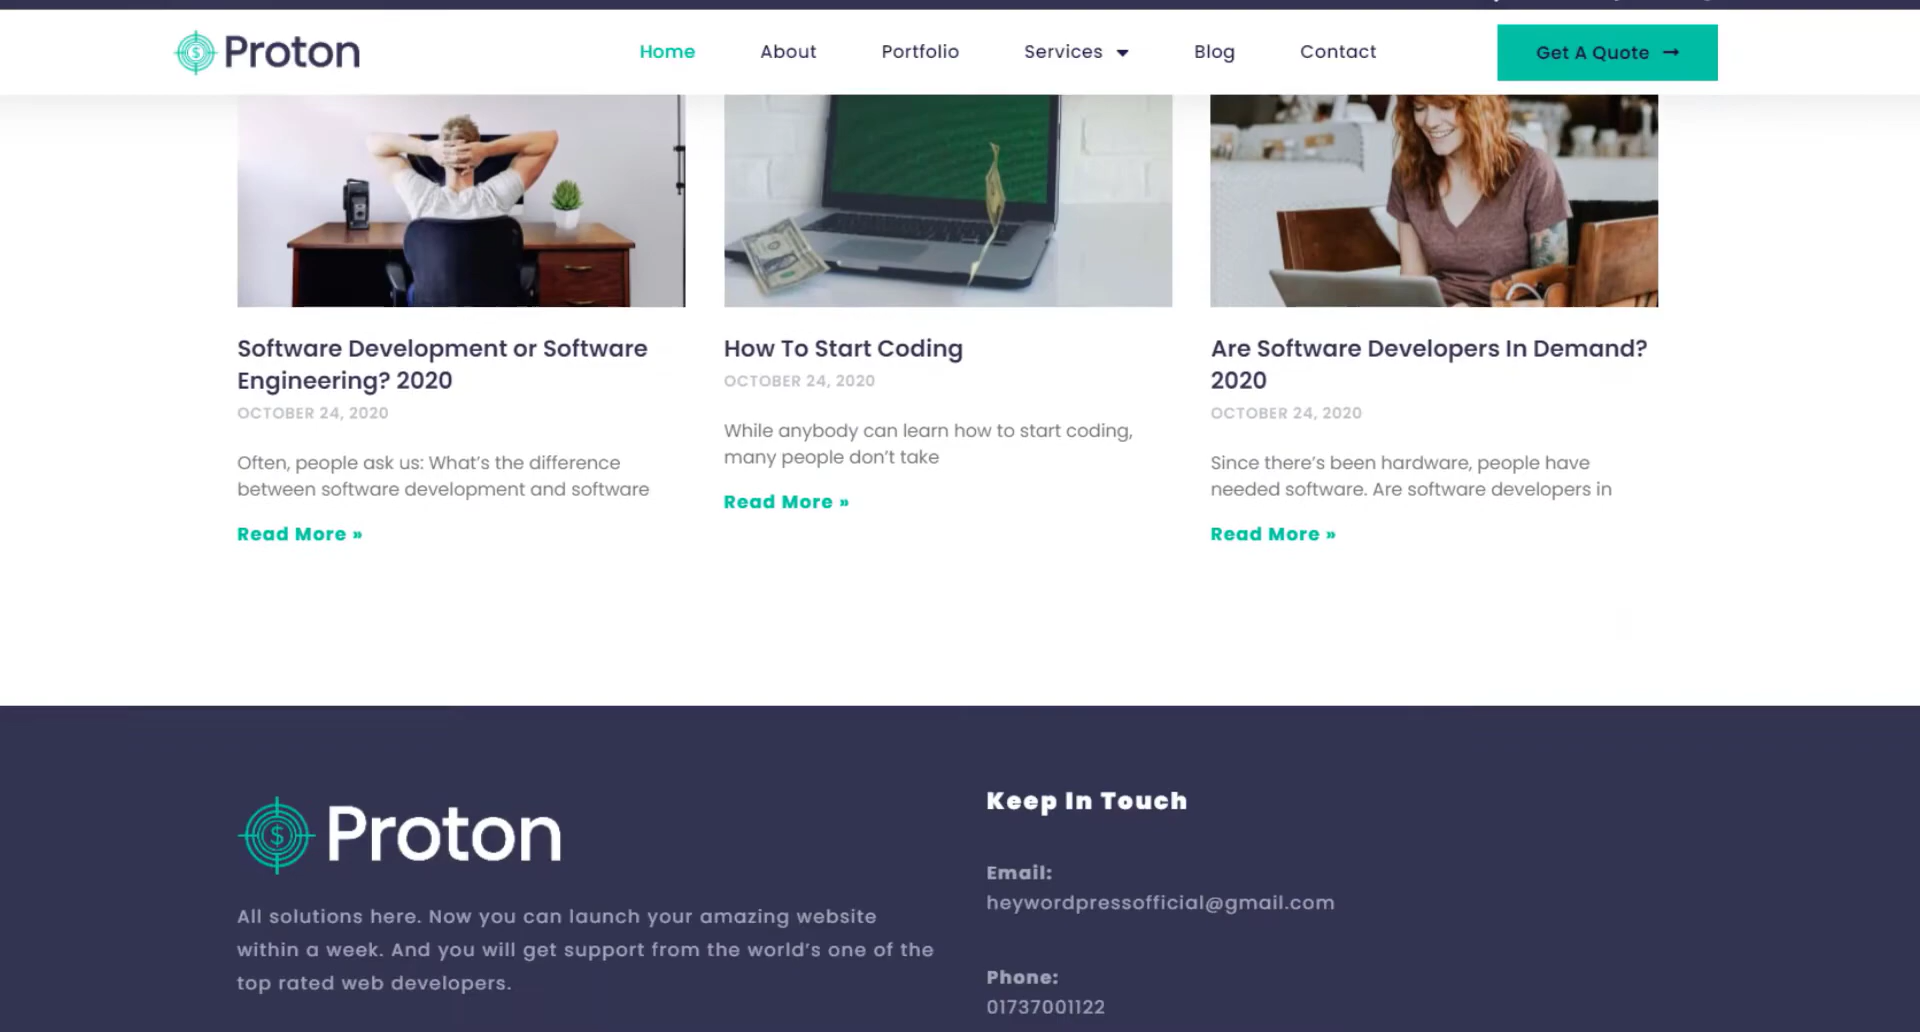 Proton
Home
About
Portfolio
Services
Blog
Contact
Get A Quote →
Software Development or Software
Engineering? 2020
OCTOBER 24, 2020
Often, people ask us: What's the difference
between software development and software
Read More »
How To Start Coding
OCTOBER 24, 2020
While anybody can learn how to start coding,
many people don't take
Read More »
Are Software Developers In Demand?
2020
OCTOBER 24, 2020
Since there's been hardware, people have
needed software. Are software developers in
Read More »
$ Proton
All solutions here. Now you can launch your amazing website
within a week. And you will get support from the world's one of the
top rated web developers.
Keep In Touch
Email:
heywordpressofficial@gmail.com
Phone:
01737001122